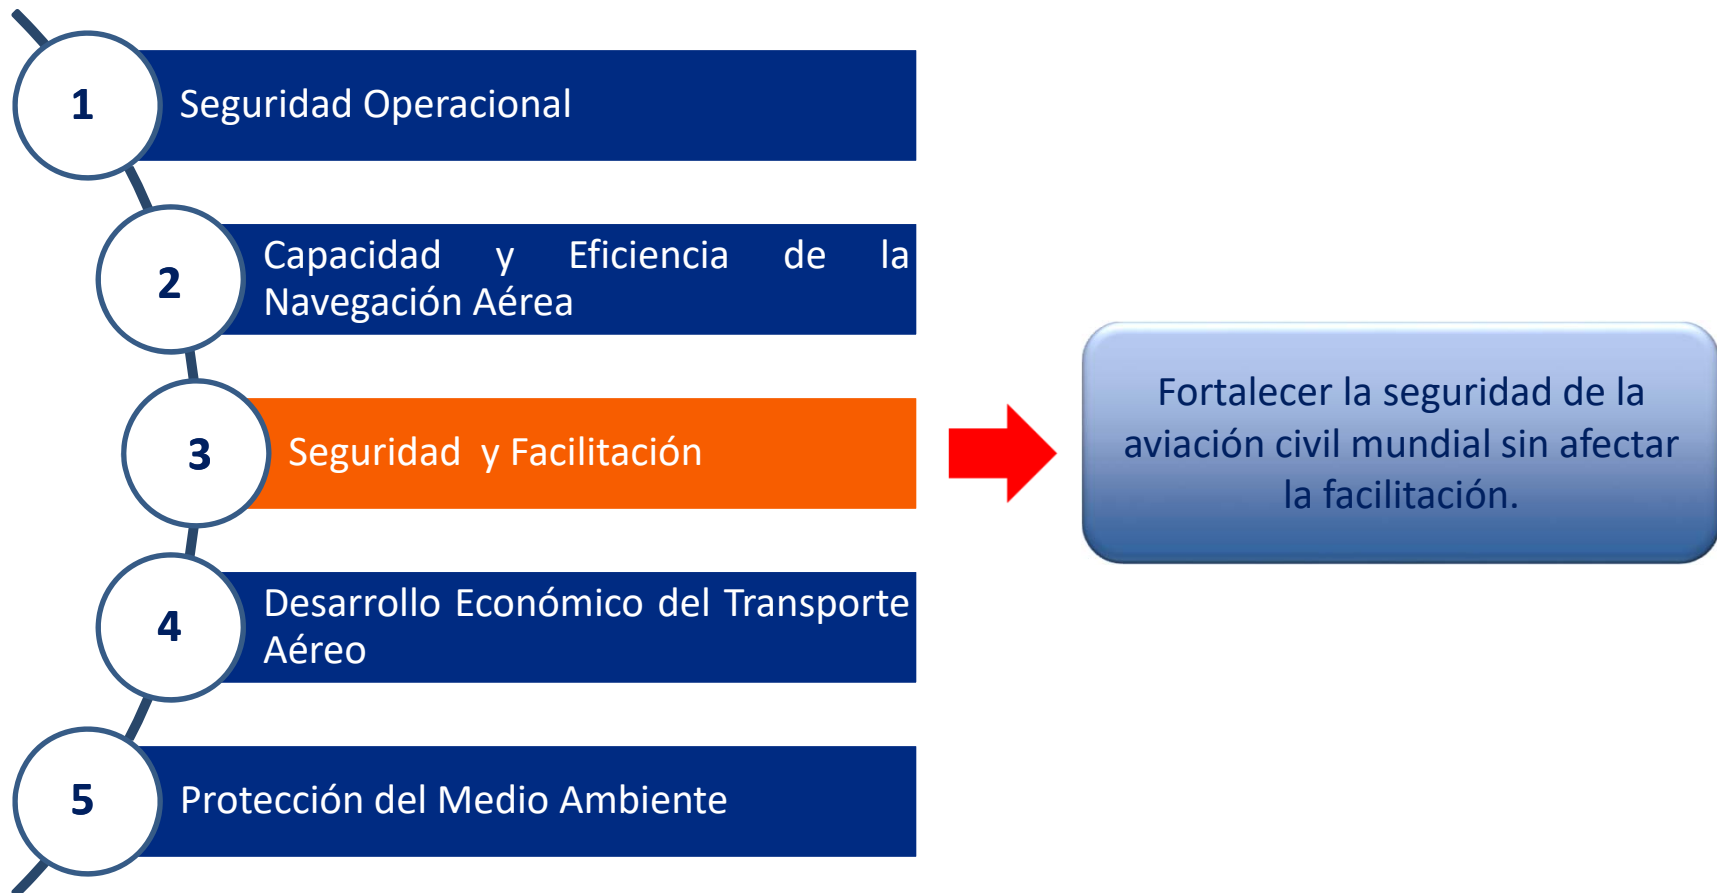 1
Seguridad Operacional
2
Capacidad y Eficiencia de la
Navegación Aérea
3
Seguridad y Facilitación
4
Desarrollo Económico del Transporte
Aéreo
5
Protección del Medio Ambiente
Fortalecer la seguridad de la
aviación civil mundial sin afectar
la facilitación.